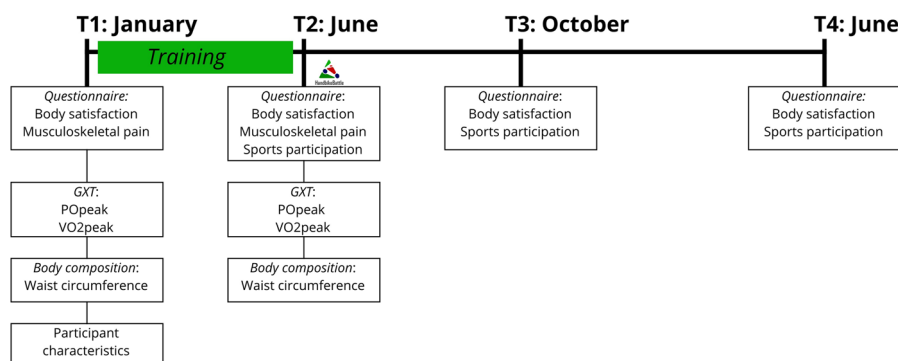 T1: January
T2: June
T3: October
T4: June
Training
HandbikeBattle
Questionnaire:
Body satisfaction
Musculoskeletal pain
GXT:
POpeak
VO2peak
Body composition:
Waist circumference
Participant
characteristics
Questionnaire:
Body satisfaction
Musculoskeletal pain
Sports participation
GXT:
POpeak
VO2peak
Body composition:
Waist circumference
Questionnaire:
Body satisfaction
Sports participation
Questionnaire:
Body satisfaction
Sports participation